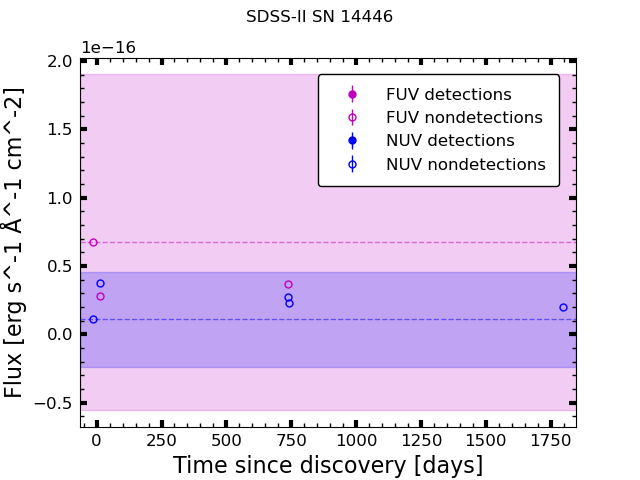 SDSS-II SN 14446
1e−16
2.0
1.5
1.0
0.5
0.0
−0.5
Flux [erg s^-1 Å^-1 cm^-2]
FUV detections
FUV nondetections
NUV detections
NUV nondetections
0 250 500 750 1000 1250 1500 1750
Time since discovery [days]